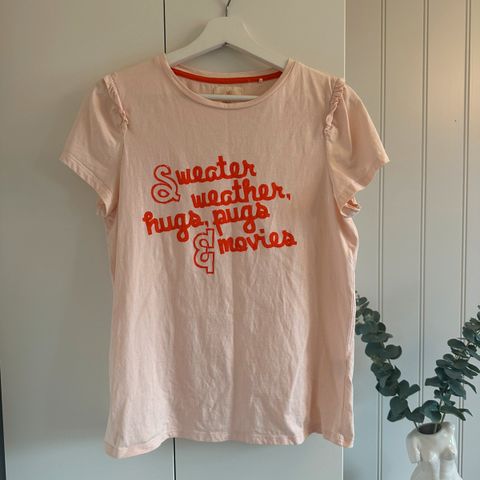 Sweater
weather,
hugs, pugs
& movies